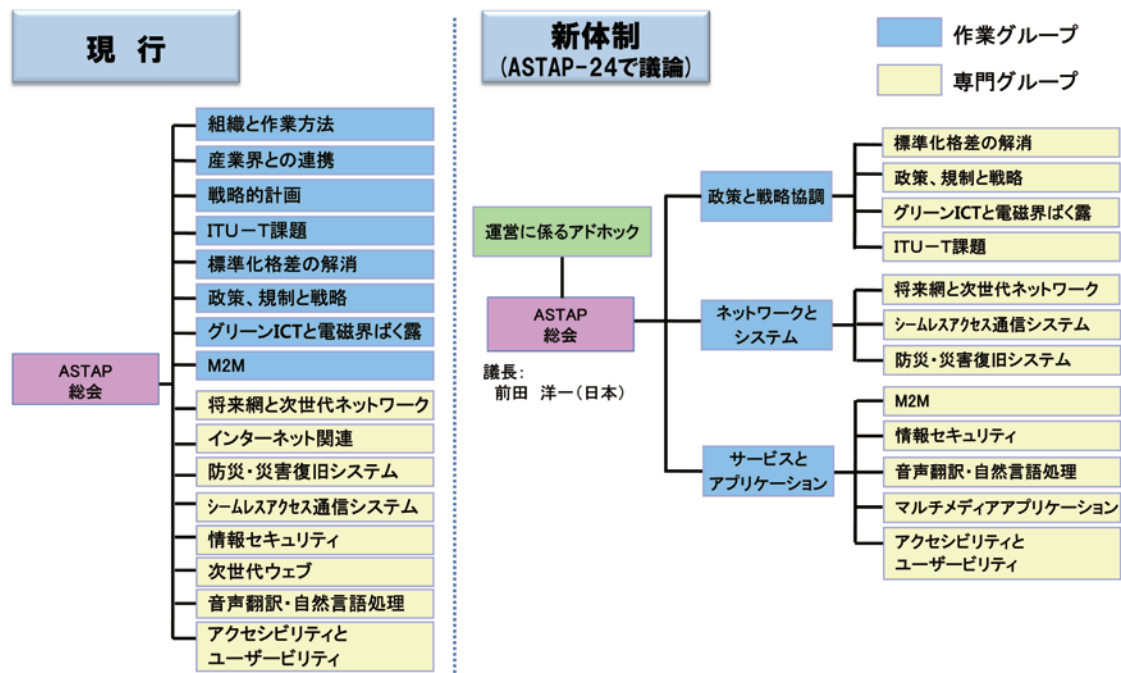 現 行
ASTAP
総会
組織と作業方法
産業界との連携
戦略的計画
ITU－T課題
標準化格差の解消
政策、規制と戦略
グリーンICTと電磁界ばく露
M2M
将来網と次世代ネットワーク
インターネット関連
防災・災害復旧システム
シームレスアクセス通信システム
情報セキュリティ
次世代ウェブ
音声翻訳・自然言語処理
アクセシビリティと
ユーザービリティ
新体制
(ASTAP-24で議論)
作業グループ
専門グループ
運営に係るアドホック
ASTAP
総会
議長：
前田 洋一（日本）
政策と戦略協調
標準化格差の解消
政策、規制と戦略
グリーンICTと電磁界ばく露
ITU－T課題
ネットワークと
システム
将来網と次世代ネットワーク
シームレスアクセス通信システム
防災・災害復旧システム
サービスと
アプリケーション
M2M
情報セキュリティ
音声翻訳・自然言語処理
マルチメディアアプリケーション
アクセシビリティと
ユーザービリティ